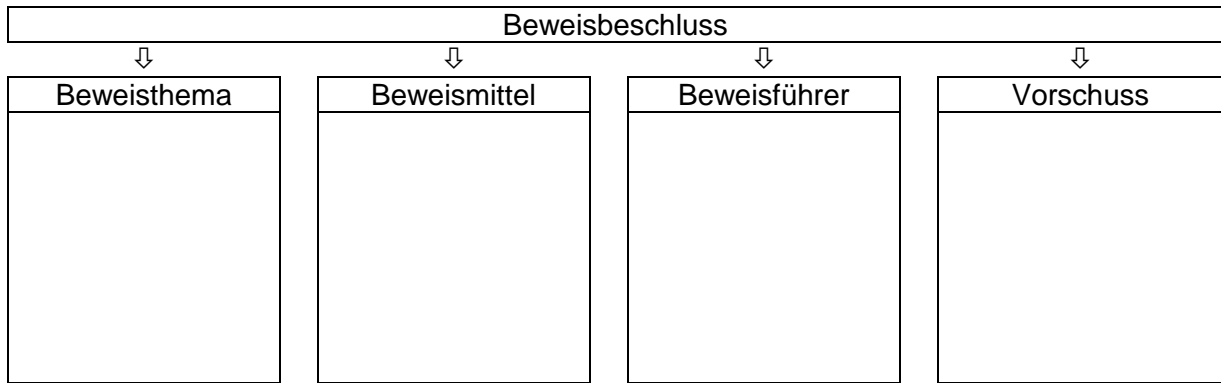 Beweisbeschluss
⇩ ⇩ ⇩ ⇩
Beweisthema Beweismittel Beweisführer Vorschuss